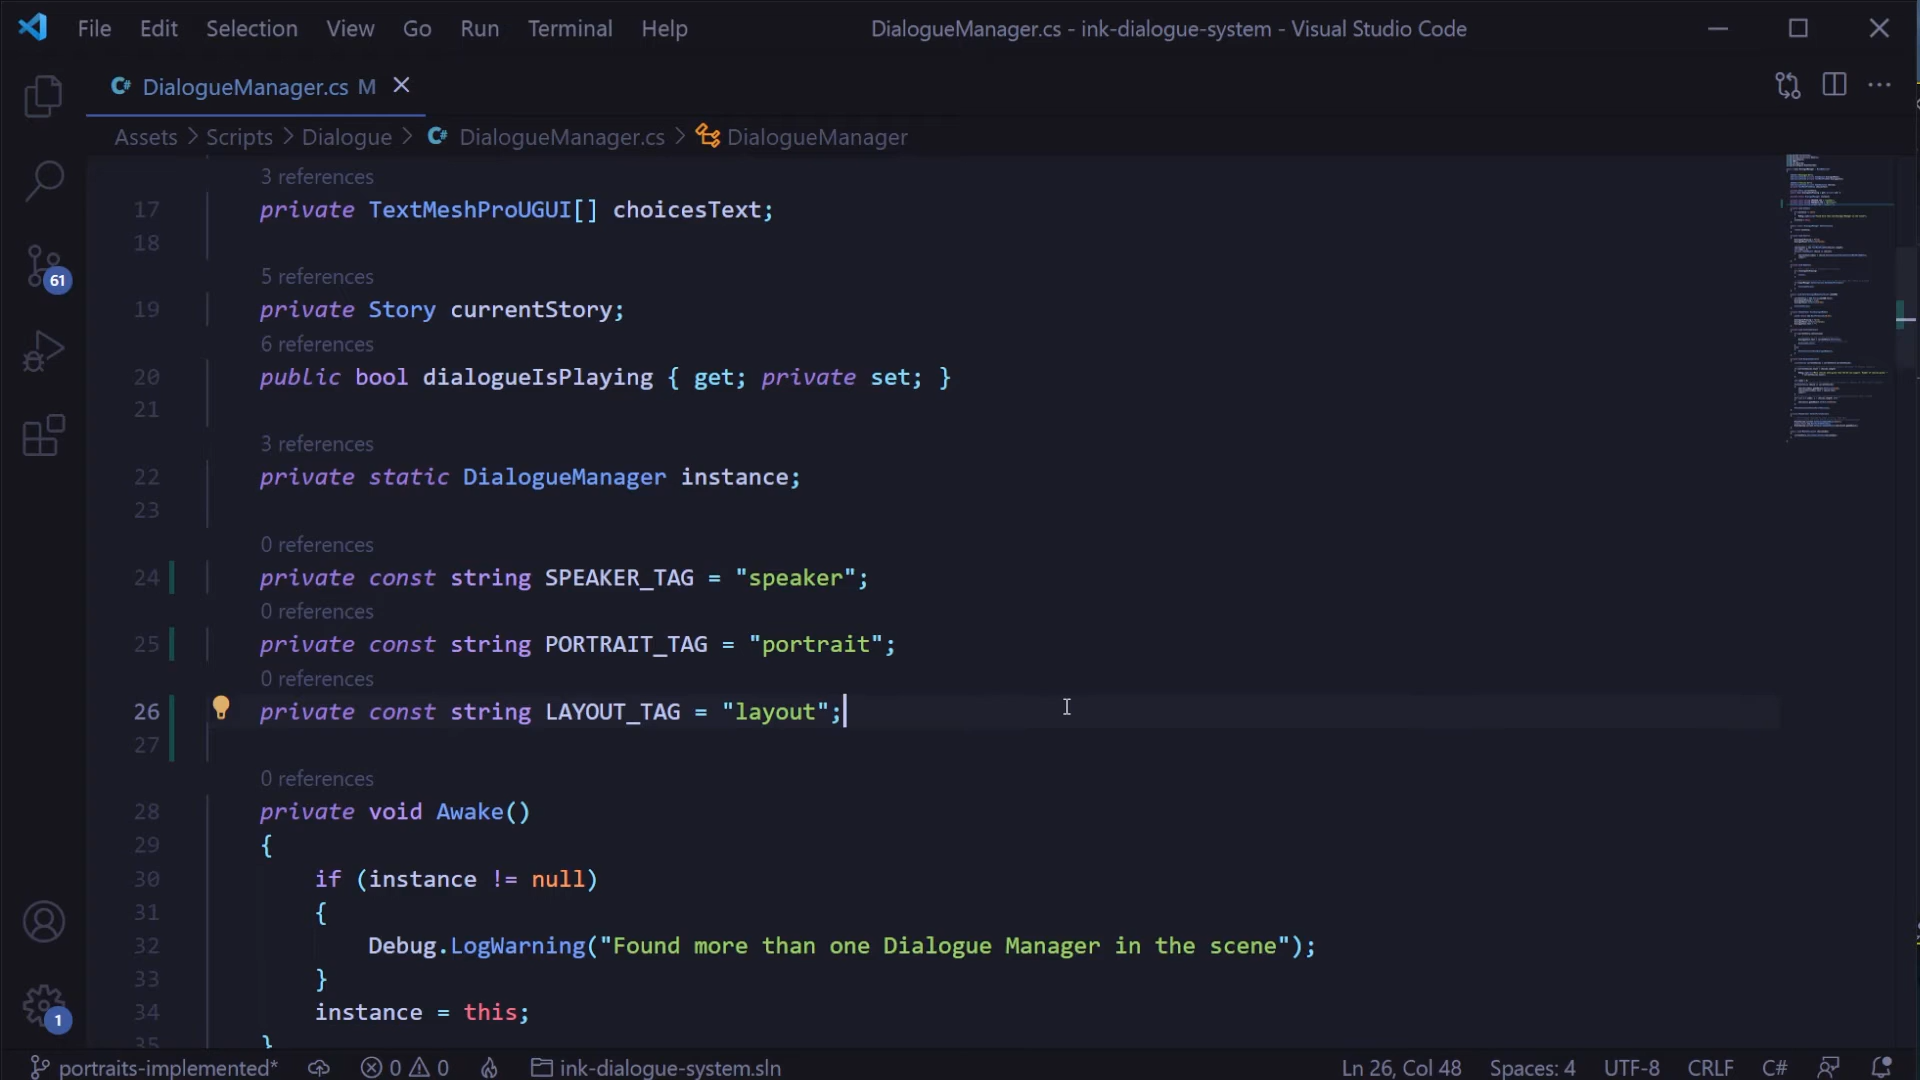 File Edit Selection View Go Run Terminal Help DialogueManager.cs - ink-dialogue-system - Visual Studio Code
C# DialogueManager.cs M
Assets > Scripts > Dialogue > C# DialogueManager.cs > DialogueManager
3 references
17 private TextMeshProUGUI[] choicesText;
18
5 references
19 private Story currentStory;
6 references
20 public bool dialogueIsPlaying { get; private set; }
21
3 references
22 private static DialogueManager instance;
23
0 references
24 private const string SPEAKER_TAG = "speaker";
0 references
25 private const string PORTRAIT_TAG = "portrait";
0 references
26 private const string LAYOUT_TAG = "layout";
27
0 references
28 private void Awake()
29 {
30 if (instance != null)
31 {
32 Debug.LogWarning("Found more than one Dialogue Manager in the scene");
33 }
34 instance = this;
35 }
61
1
portraits-implemented* 0 0 ink-dialogue-system.sln Ln 26, Col 48 Spaces: 4 UTF-8 CRLF C#